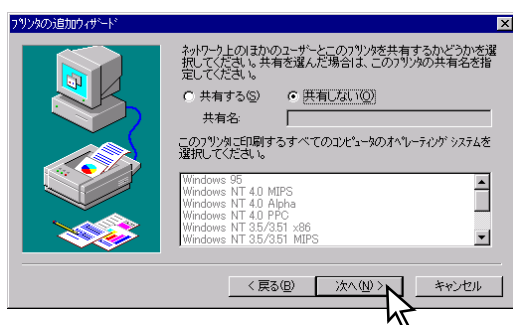 プリンタの追加ウィザード
ネットワーク上のほかのユーザーとこのプリンタを共有するかどうかを選
択してください。共有を選んだ場合は、このプリンタの共有名を指
定してください。
共有する(S) 共有しない(O)
共有名:
このプリンタに印刷するすべてのコンピュータのオペレーティング システムを
選択してください。
Windows 95
Windows NT 4.0 MIPS
Windows NT 4.0 Alpha
Windows NT 4.0 PPC
Windows NT 3.5/3.51 x86
Windows NT 3.5/3.51 MIPS
< 戻る(B) 次へ(N) > キャンセル